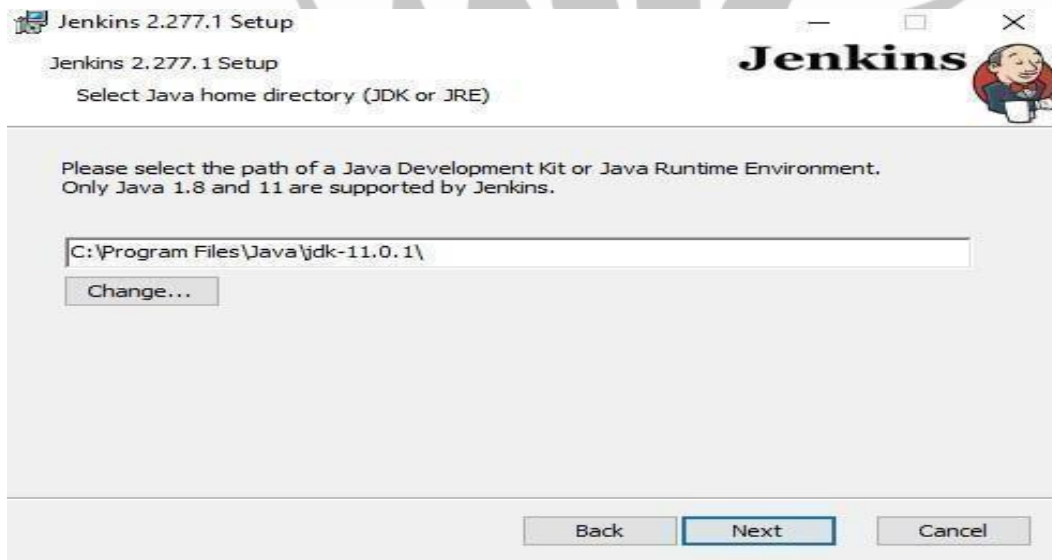 Jenkins 2.277.1 Setup
Jenkins 2.277.1 Setup
Jenkins
Select Java home directory (JDK or JRE)
Please select the path of a Java Development Kit or Java Runtime Environment.
Only Java 1.8 and 11 are supported by Jenkins.
C:\Program Files\Java\jdk-11.0.1\
Change...
Back Next Cancel